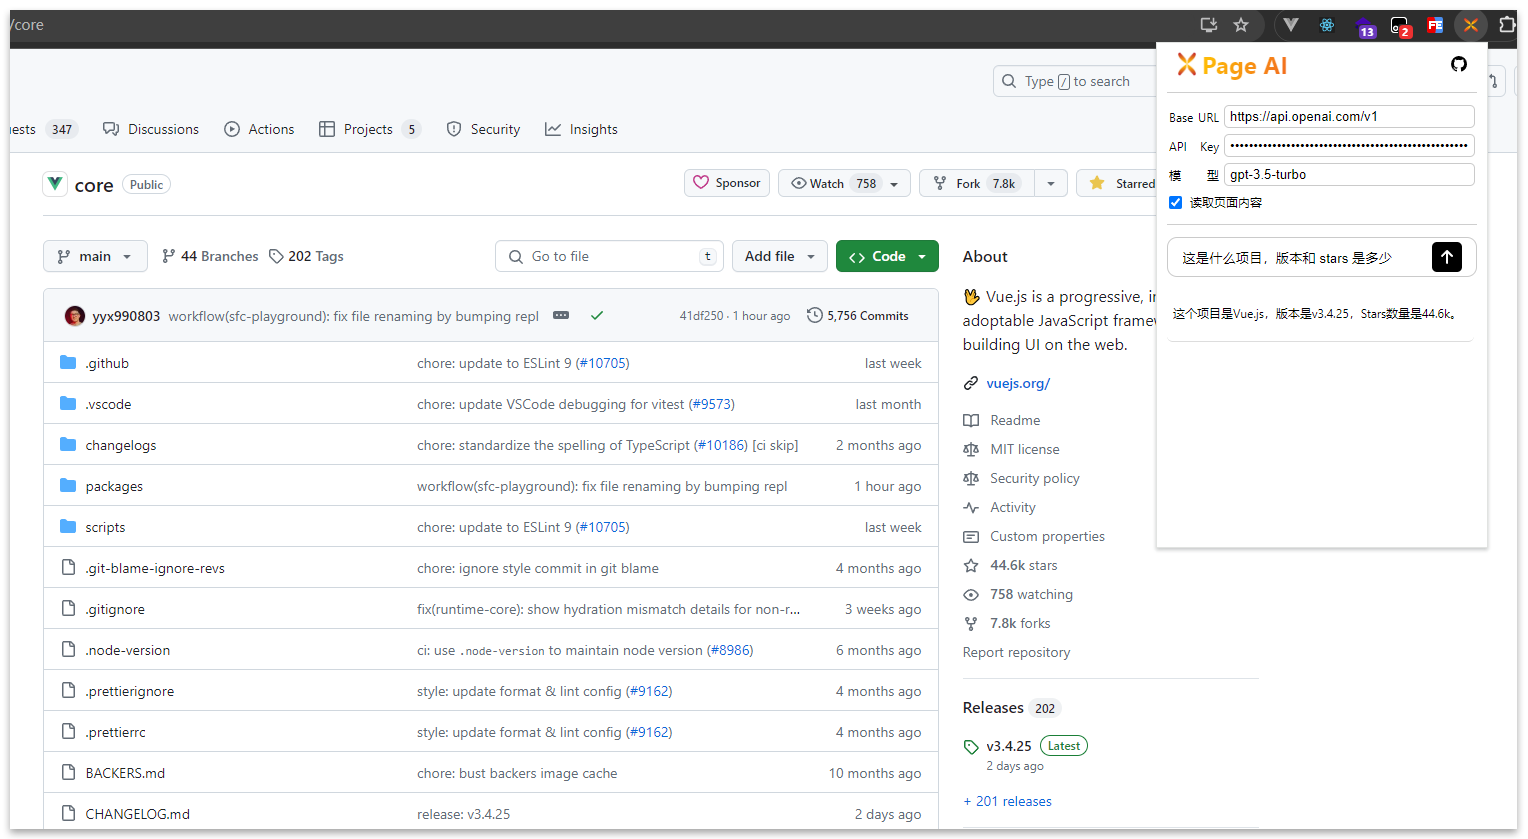 /core
13
2
Type / to search
ests 347
Discussions
Actions
Projects 5
Security
Insights
core Public
Sponsor
Watch 758
Fork 7.8k
Starred
main
44 Branches
202 Tags
Go to file t
Add file
<> Code
yyx990803 workflow(sfc-playground): fix file renaming by bumping repl 41df250 · 1 hour ago 5,756 Commits
.github chore: update to ESLint 9 (#10705) last week
.vscode chore: update VSCode debugging for vitest (#9573) last month
changelogs chore: standardize the spelling of TypeScript (#10186) [ci skip] 2 months ago
packages workflow(sfc-playground): fix file renaming by bumping repl 1 hour ago
scripts chore: update to ESLint 9 (#10705) last week
.git-blame-ignore-revs chore: ignore style commit in git blame 4 months ago
.gitignore fix(runtime-core): show hydration mismatch details for non-r... 3 weeks ago
.node-version ci: use .node-version to maintain node version (#8986) 6 months ago
.prettierignore style: update format & lint config (#9162) 4 months ago
.prettierrc style: update format & lint config (#9162) 4 months ago
BACKERS.md chore: bust backers image cache 10 months ago
CHANGELOG.md release: v3.4.25 2 days ago
About
🖖 Vue.js is a progressive, in
adoptable JavaScript framew
building UI on the web.
vuejs.org/
Readme
MIT license
Security policy
Activity
Custom properties
44.6k stars
758 watching
7.8k forks
Report repository
Releases 202
v3.4.25 Latest
2 days ago
+ 201 releases
Page AI
Base URL https://api.openai.com/v1
API Key ••••••••••••••••••••••••••••••••••••••••••••••••••
模 型 gpt-3.5-turbo
读取页面内容
这是什么项目，版本和 stars 是多少
这个项目是Vue.js，版本是v3.4.25，Stars数量是44.6k。